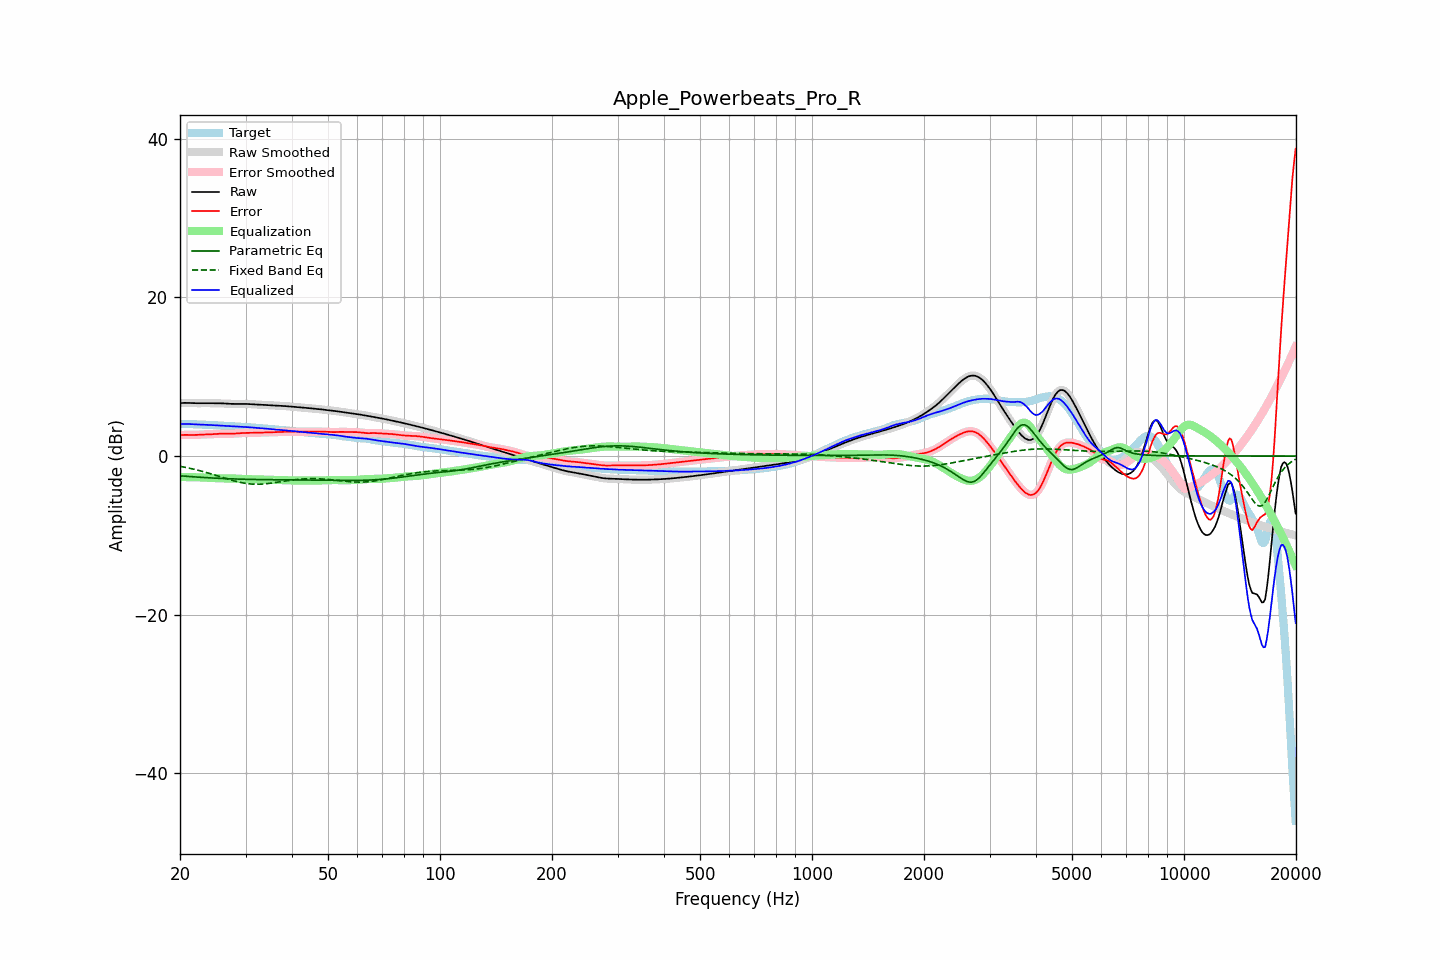 Apple_Powerbeats_Pro_R
Target
Raw Smoothed
Error Smoothed
Raw
Error
Equalization
Parametric Eq
Fixed Band Eq
Equalized
40
20
0
−20
−40
Amplitude (dBr)
20 50 100 200 500 1000 2000 5000 10000 20000
Frequency (Hz)